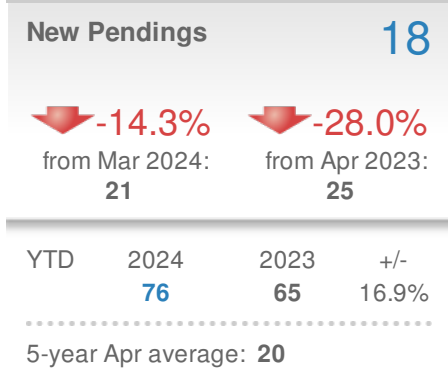 New Pendings 18
-14.3% -28.0%
from Mar 2024: from Apr 2023:
21 25
YTD 2024 2023 +/-
76 65 16.9%
5-year Apr average: 20